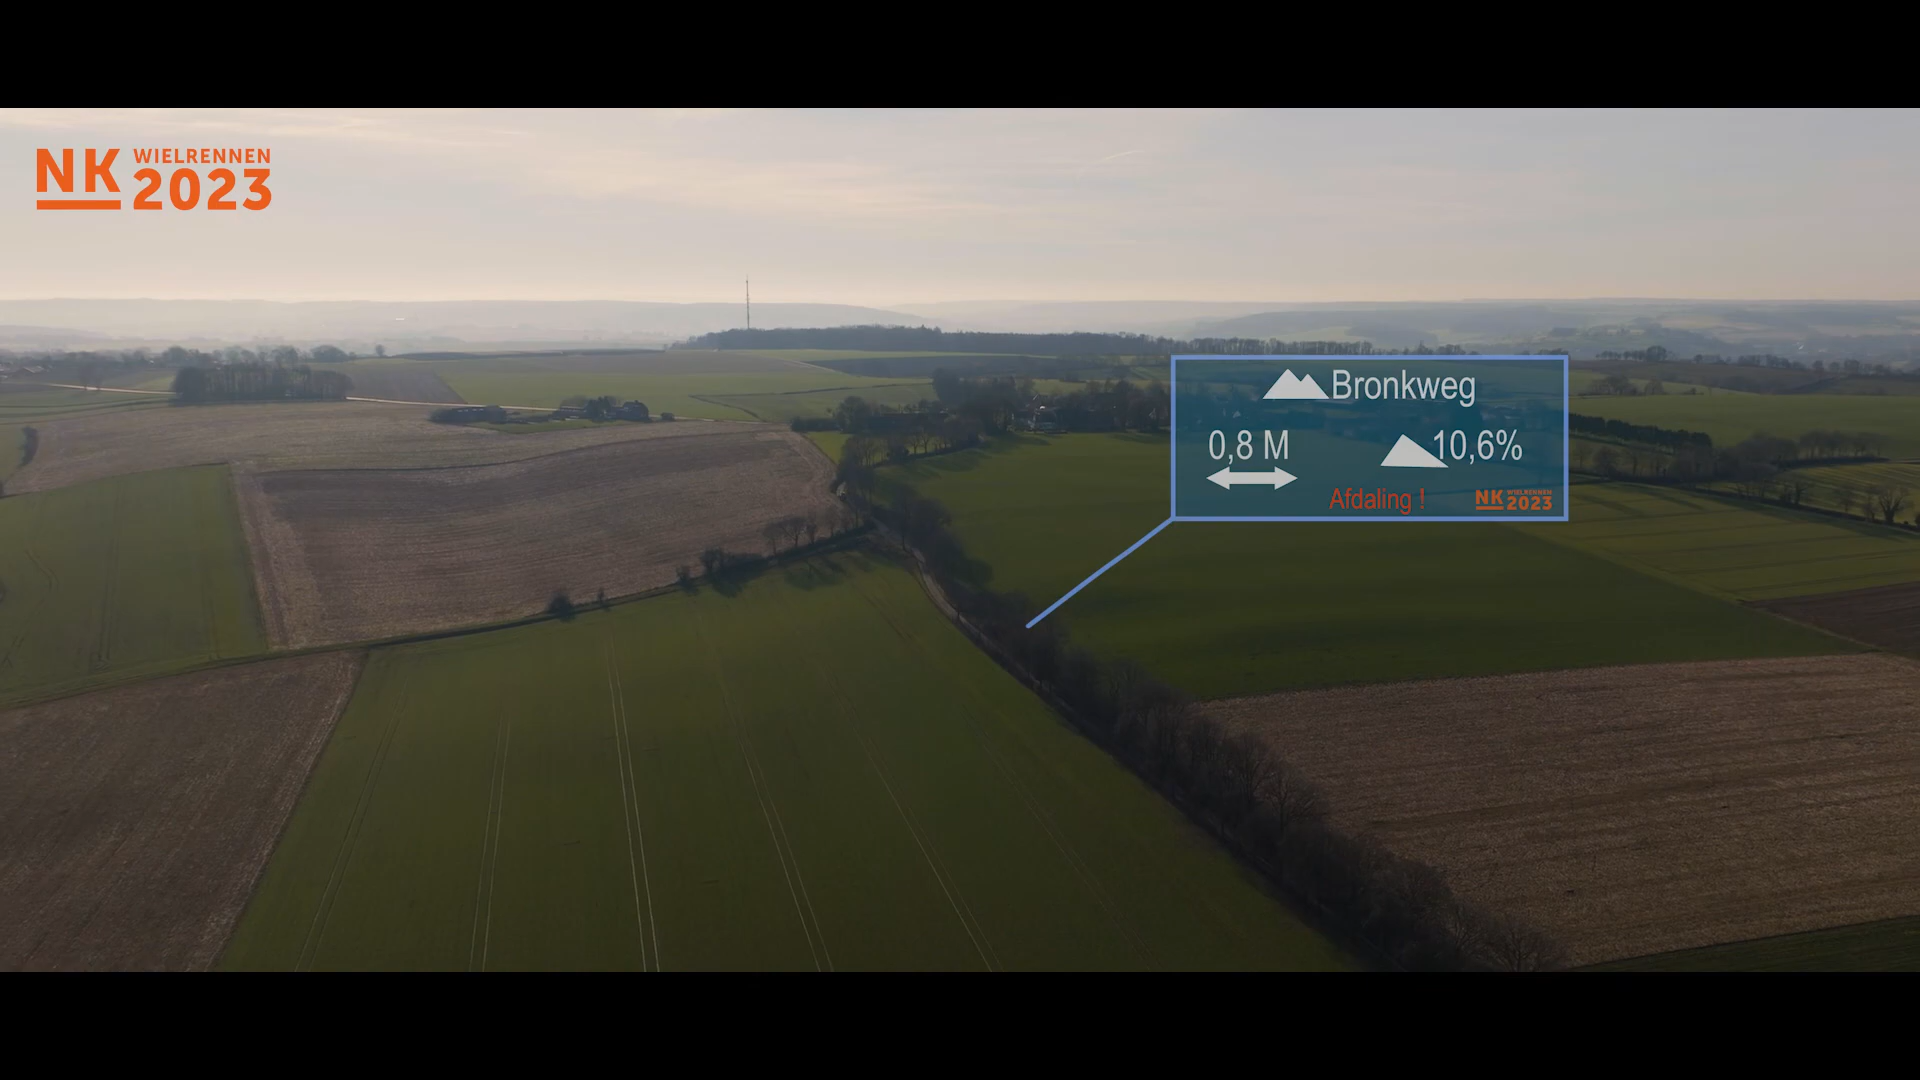 NK WIELRENNEN
2023
Bronkweg
0,8 M
10,6%
Afdaling !
NK WIELRENNEN
2023